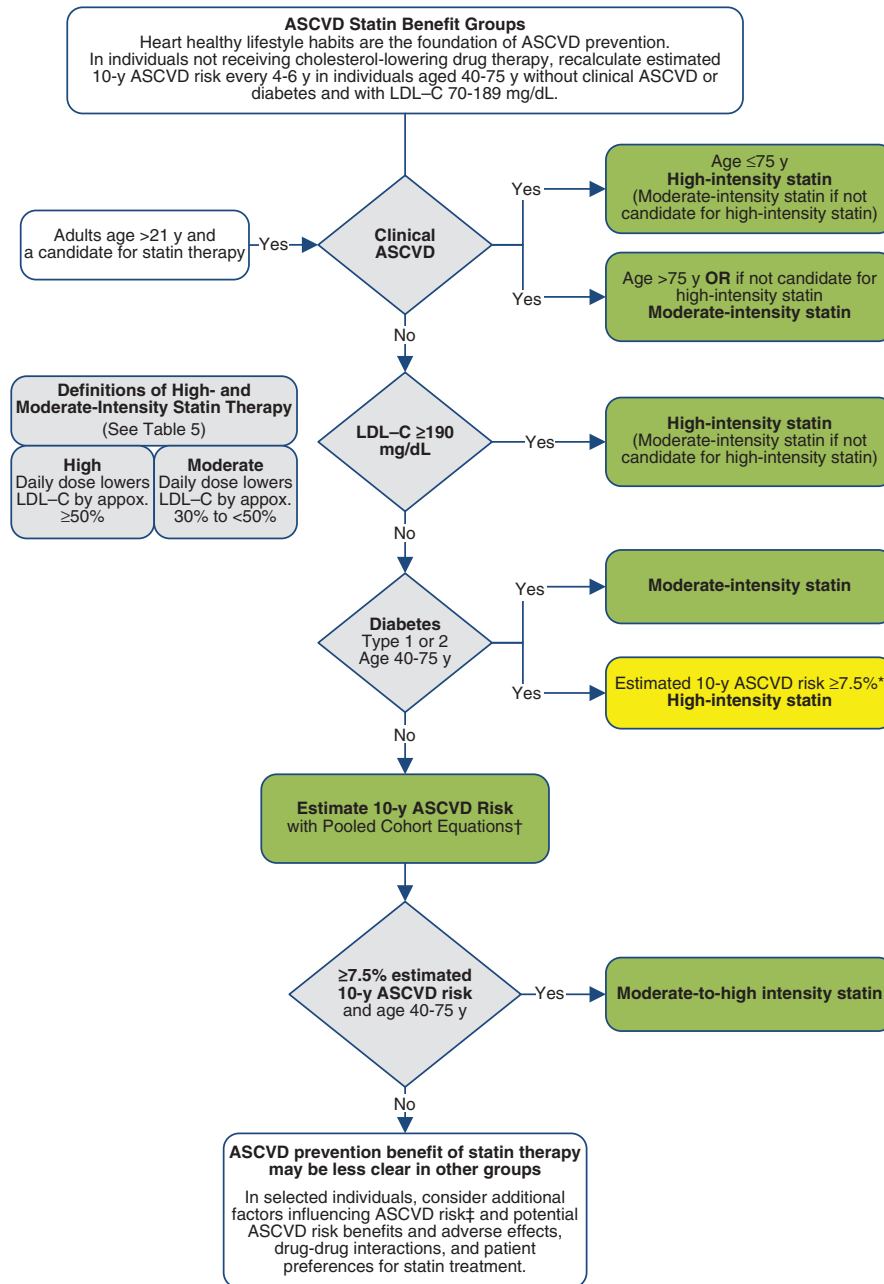 ASCVD Statin Benefit Groups
Heart healthy lifestyle habits are the foundation of ASCVD prevention.
In individuals not receiving cholesterol-lowering drug therapy, recalculate estimated
10-y ASCVD risk every 4-6 y in individuals aged 40-75 y without clinical ASCVD or
diabetes and with LDL–C 70-189 mg/dL.
Adults age >21 y and
a candidate for statin therapy
Yes
Clinical
ASCVD
Yes
Age ≤75 y
High-intensity statin
(Moderate-intensity statin if not
candidate for high-intensity statin)
Yes
Age >75 y OR if not candidate for
high-intensity statin
Moderate-intensity statin
No
Definitions of High- and
Moderate-Intensity Statin Therapy
(See Table 5)
High
Daily dose lowers
LDL–C by appox.
≥50%
Moderate
Daily dose lowers
LDL–C by appox.
30% to <50%
LDL–C ≥190
mg/dL
Yes
High-intensity statin
(Moderate-intensity statin if not
candidate for high-intensity statin)
No
Diabetes
Type 1 or 2
Age 40-75 y
Yes
Moderate-intensity statin
Yes
Estimated 10-y ASCVD risk ≥7.5%*
High-intensity statin
No
Estimate 10-y ASCVD Risk
with Pooled Cohort Equations†
≥7.5% estimated
10-y ASCVD risk
and age 40-75 y
Yes
Moderate-to-high intensity statin
No
ASCVD prevention benefit of statin therapy
may be less clear in other groups
In selected individuals, consider additional
factors influencing ASCVD risk‡ and potential
ASCVD risk benefits and adverse effects,
drug-drug interactions, and patient
preferences for statin treatment.